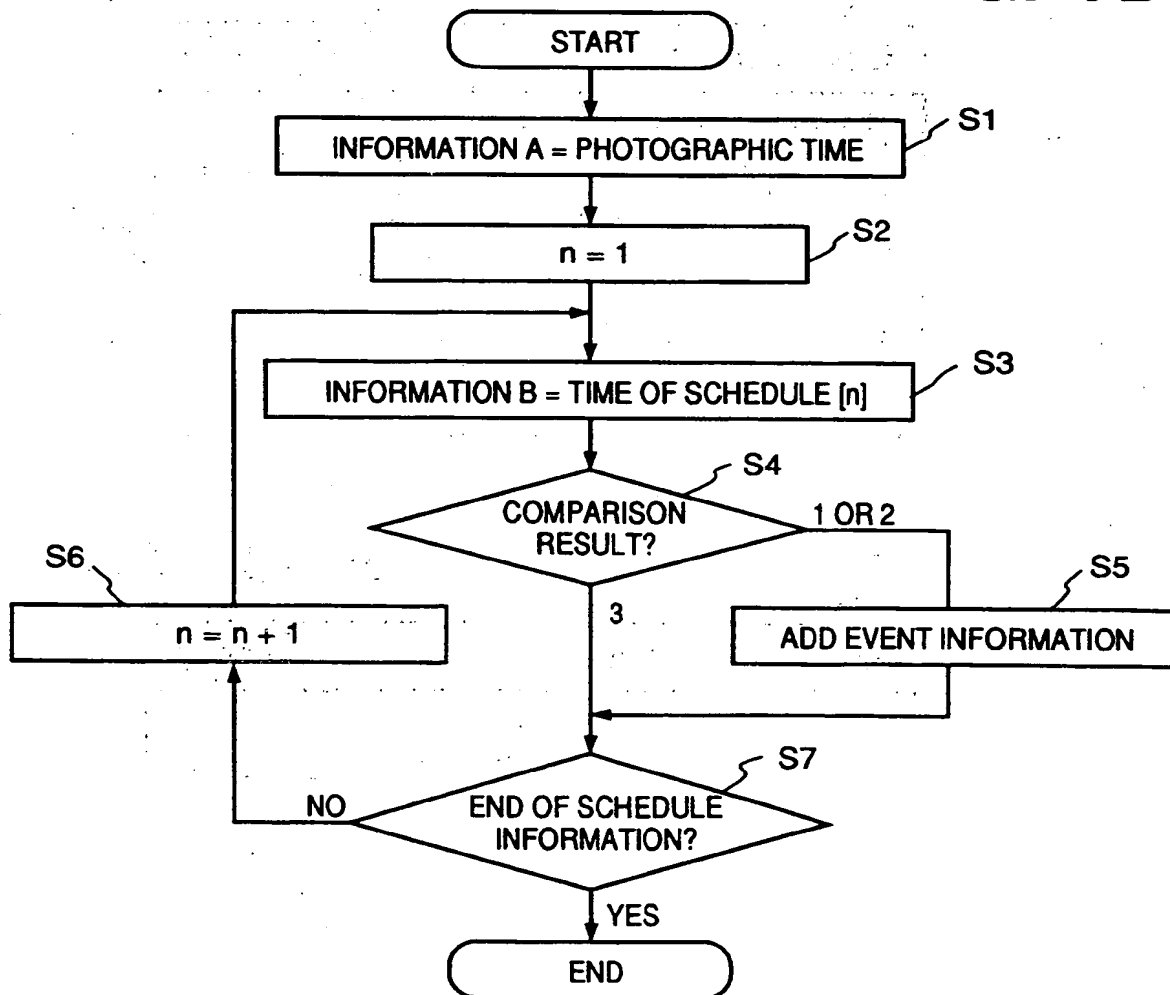 START
S1
INFORMATION A = PHOTOGRAPHIC TIME
S2
n = 1
S3
INFORMATION B = TIME OF SCHEDULE [n]
S4
COMPARISON
RESULT?
1 OR 2
S6
S5
3
n = n + 1
ADD EVENT INFORMATION
S7
NO
END OF SCHEDULE
INFORMATION?
YES
END